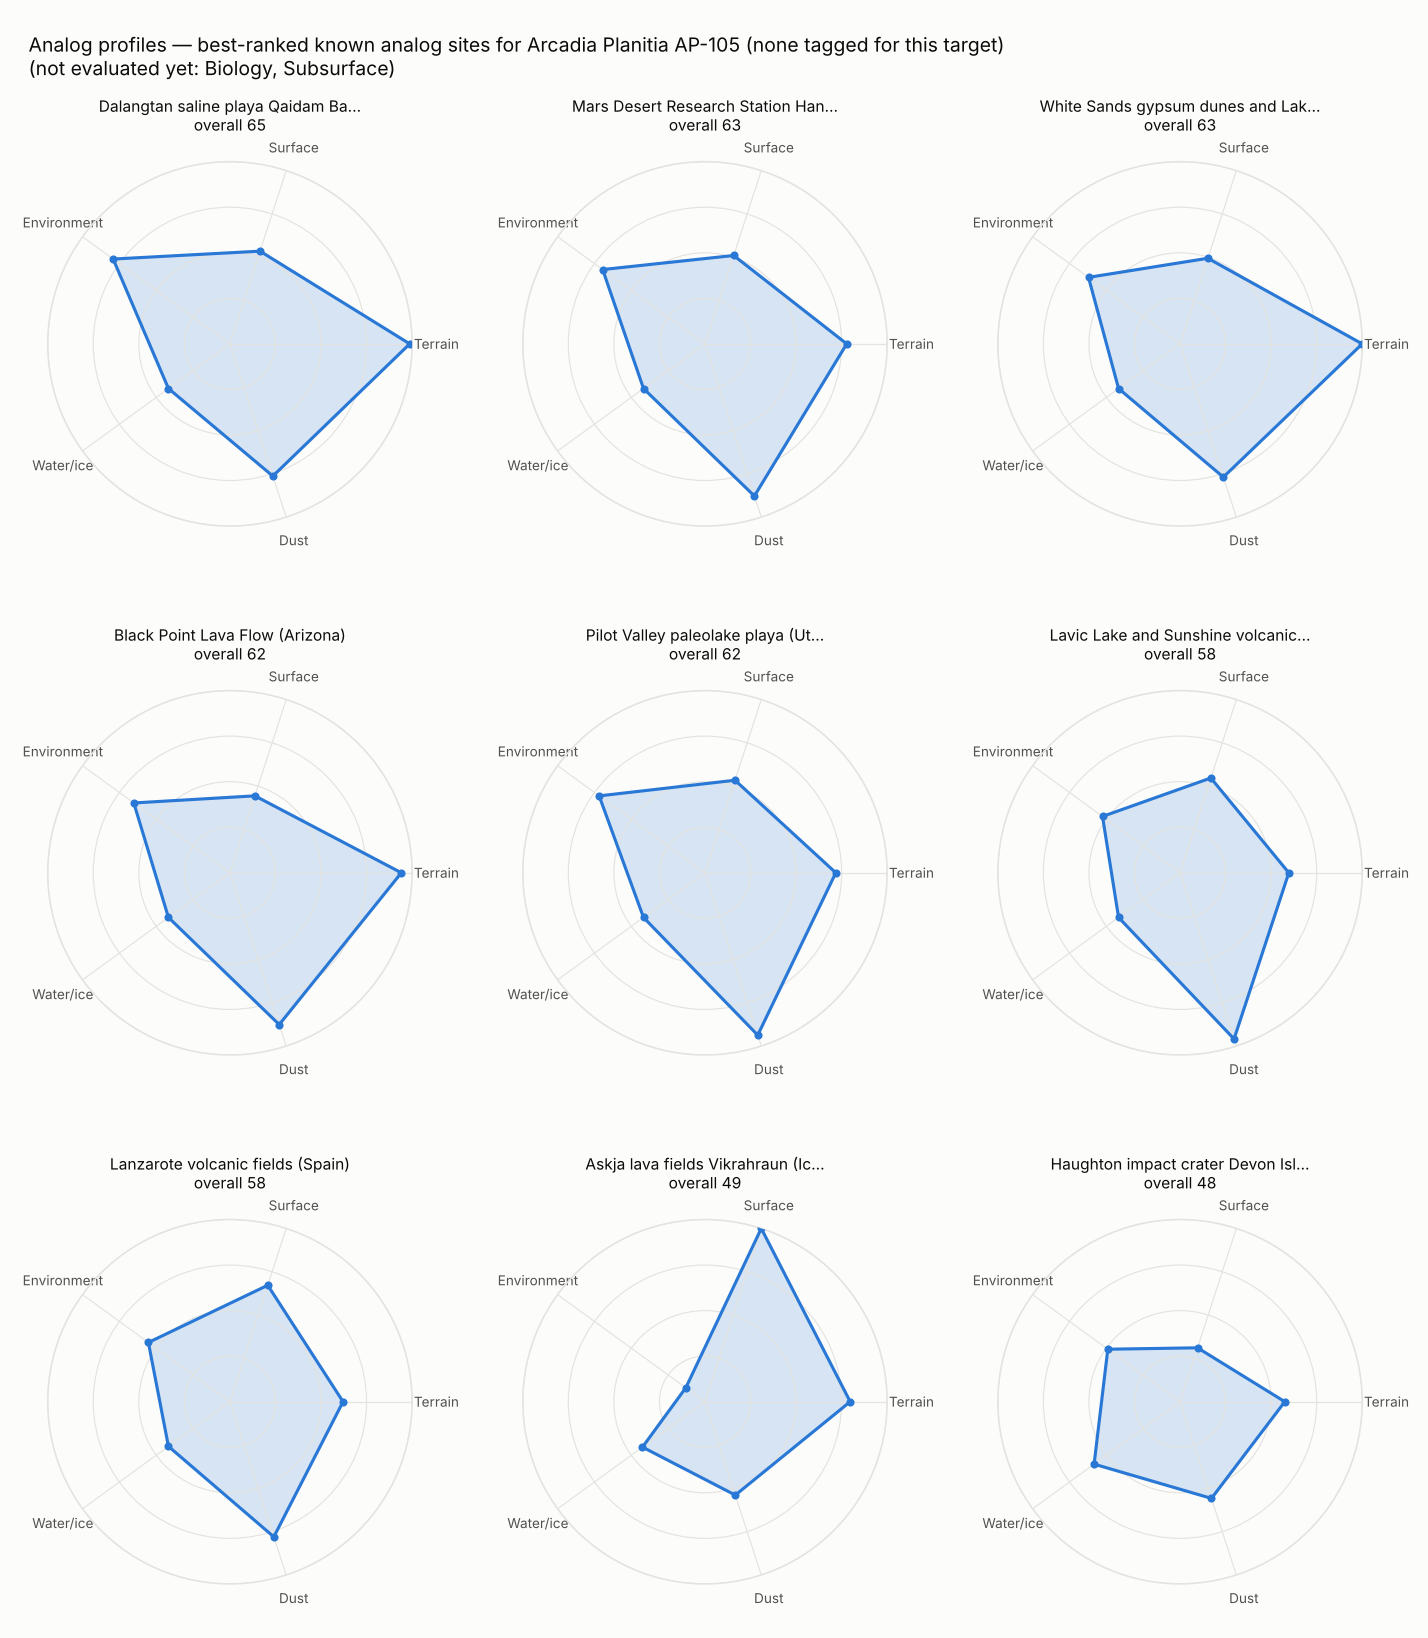 Analog profiles — best-ranked known analog sites for Arcadia Planitia AP-105 (none tagged for this target)
(not evaluated yet: Biology, Subsurface)
Dalangtan saline playa Qaidam Ba...
overall 65
Surface
Environment
Terrain
Water/ice
Dust
Mars Desert Research Station Han...
overall 63
Surface
Environment
Terrain
Water/ice
Dust
White Sands gypsum dunes and Lak...
overall 63
Surface
Environment
Terrain
Water/ice
Dust
Black Point Lava Flow (Arizona)
overall 62
Surface
Environment
Terrain
Water/ice
Dust
Pilot Valley paleolake playa (Ut...
overall 62
Surface
Environment
Terrain
Water/ice
Dust
Lavic Lake and Sunshine volcanic...
overall 58
Surface
Environment
Terrain
Water/ice
Dust
Lanzarote volcanic fields (Spain)
overall 58
Surface
Environment
Terrain
Water/ice
Dust
Askja lava fields Vikrahraun (Ic...
overall 49
Surface
Environment
Terrain
Water/ice
Dust
Haughton impact crater Devon Isl...
overall 48
Surface
Environment
Terrain
Water/ice
Dust